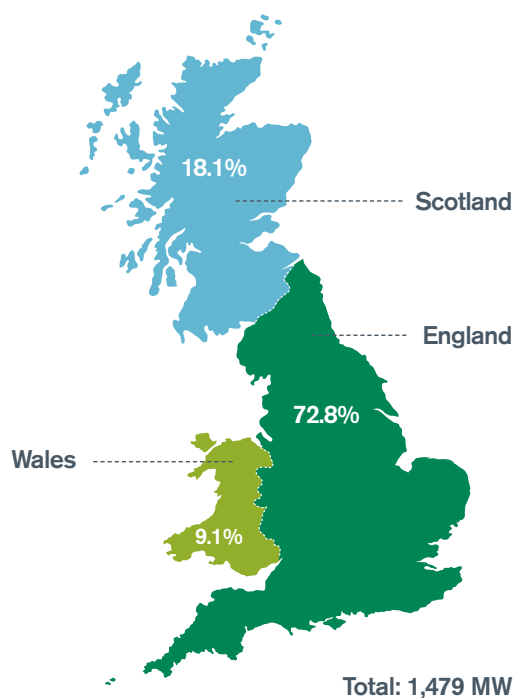 18.1%
Scotland
England
72.8%
Wales
9.1%
Total: 1,479 MW